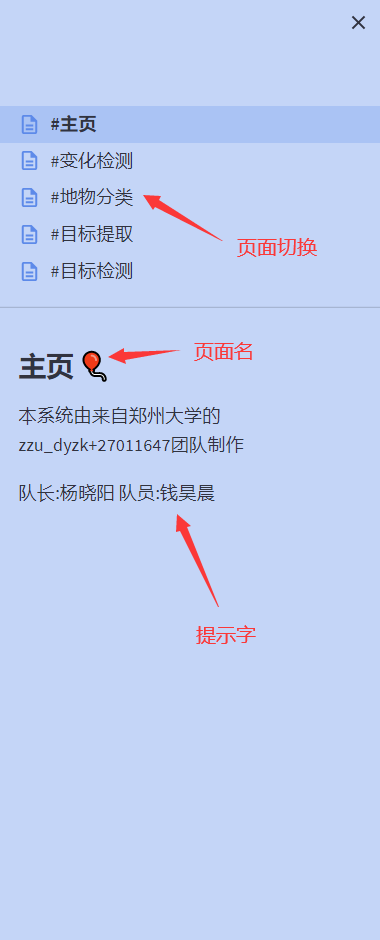 #主页
#变化检测
#地物分类
#目标提取
页面切换
#目标检测
主页
页面名
本系统由来自郑州大学的
zzu_dyzk+27011647团队制作
队长:杨晓阳 队员:钱昊晨
提示字